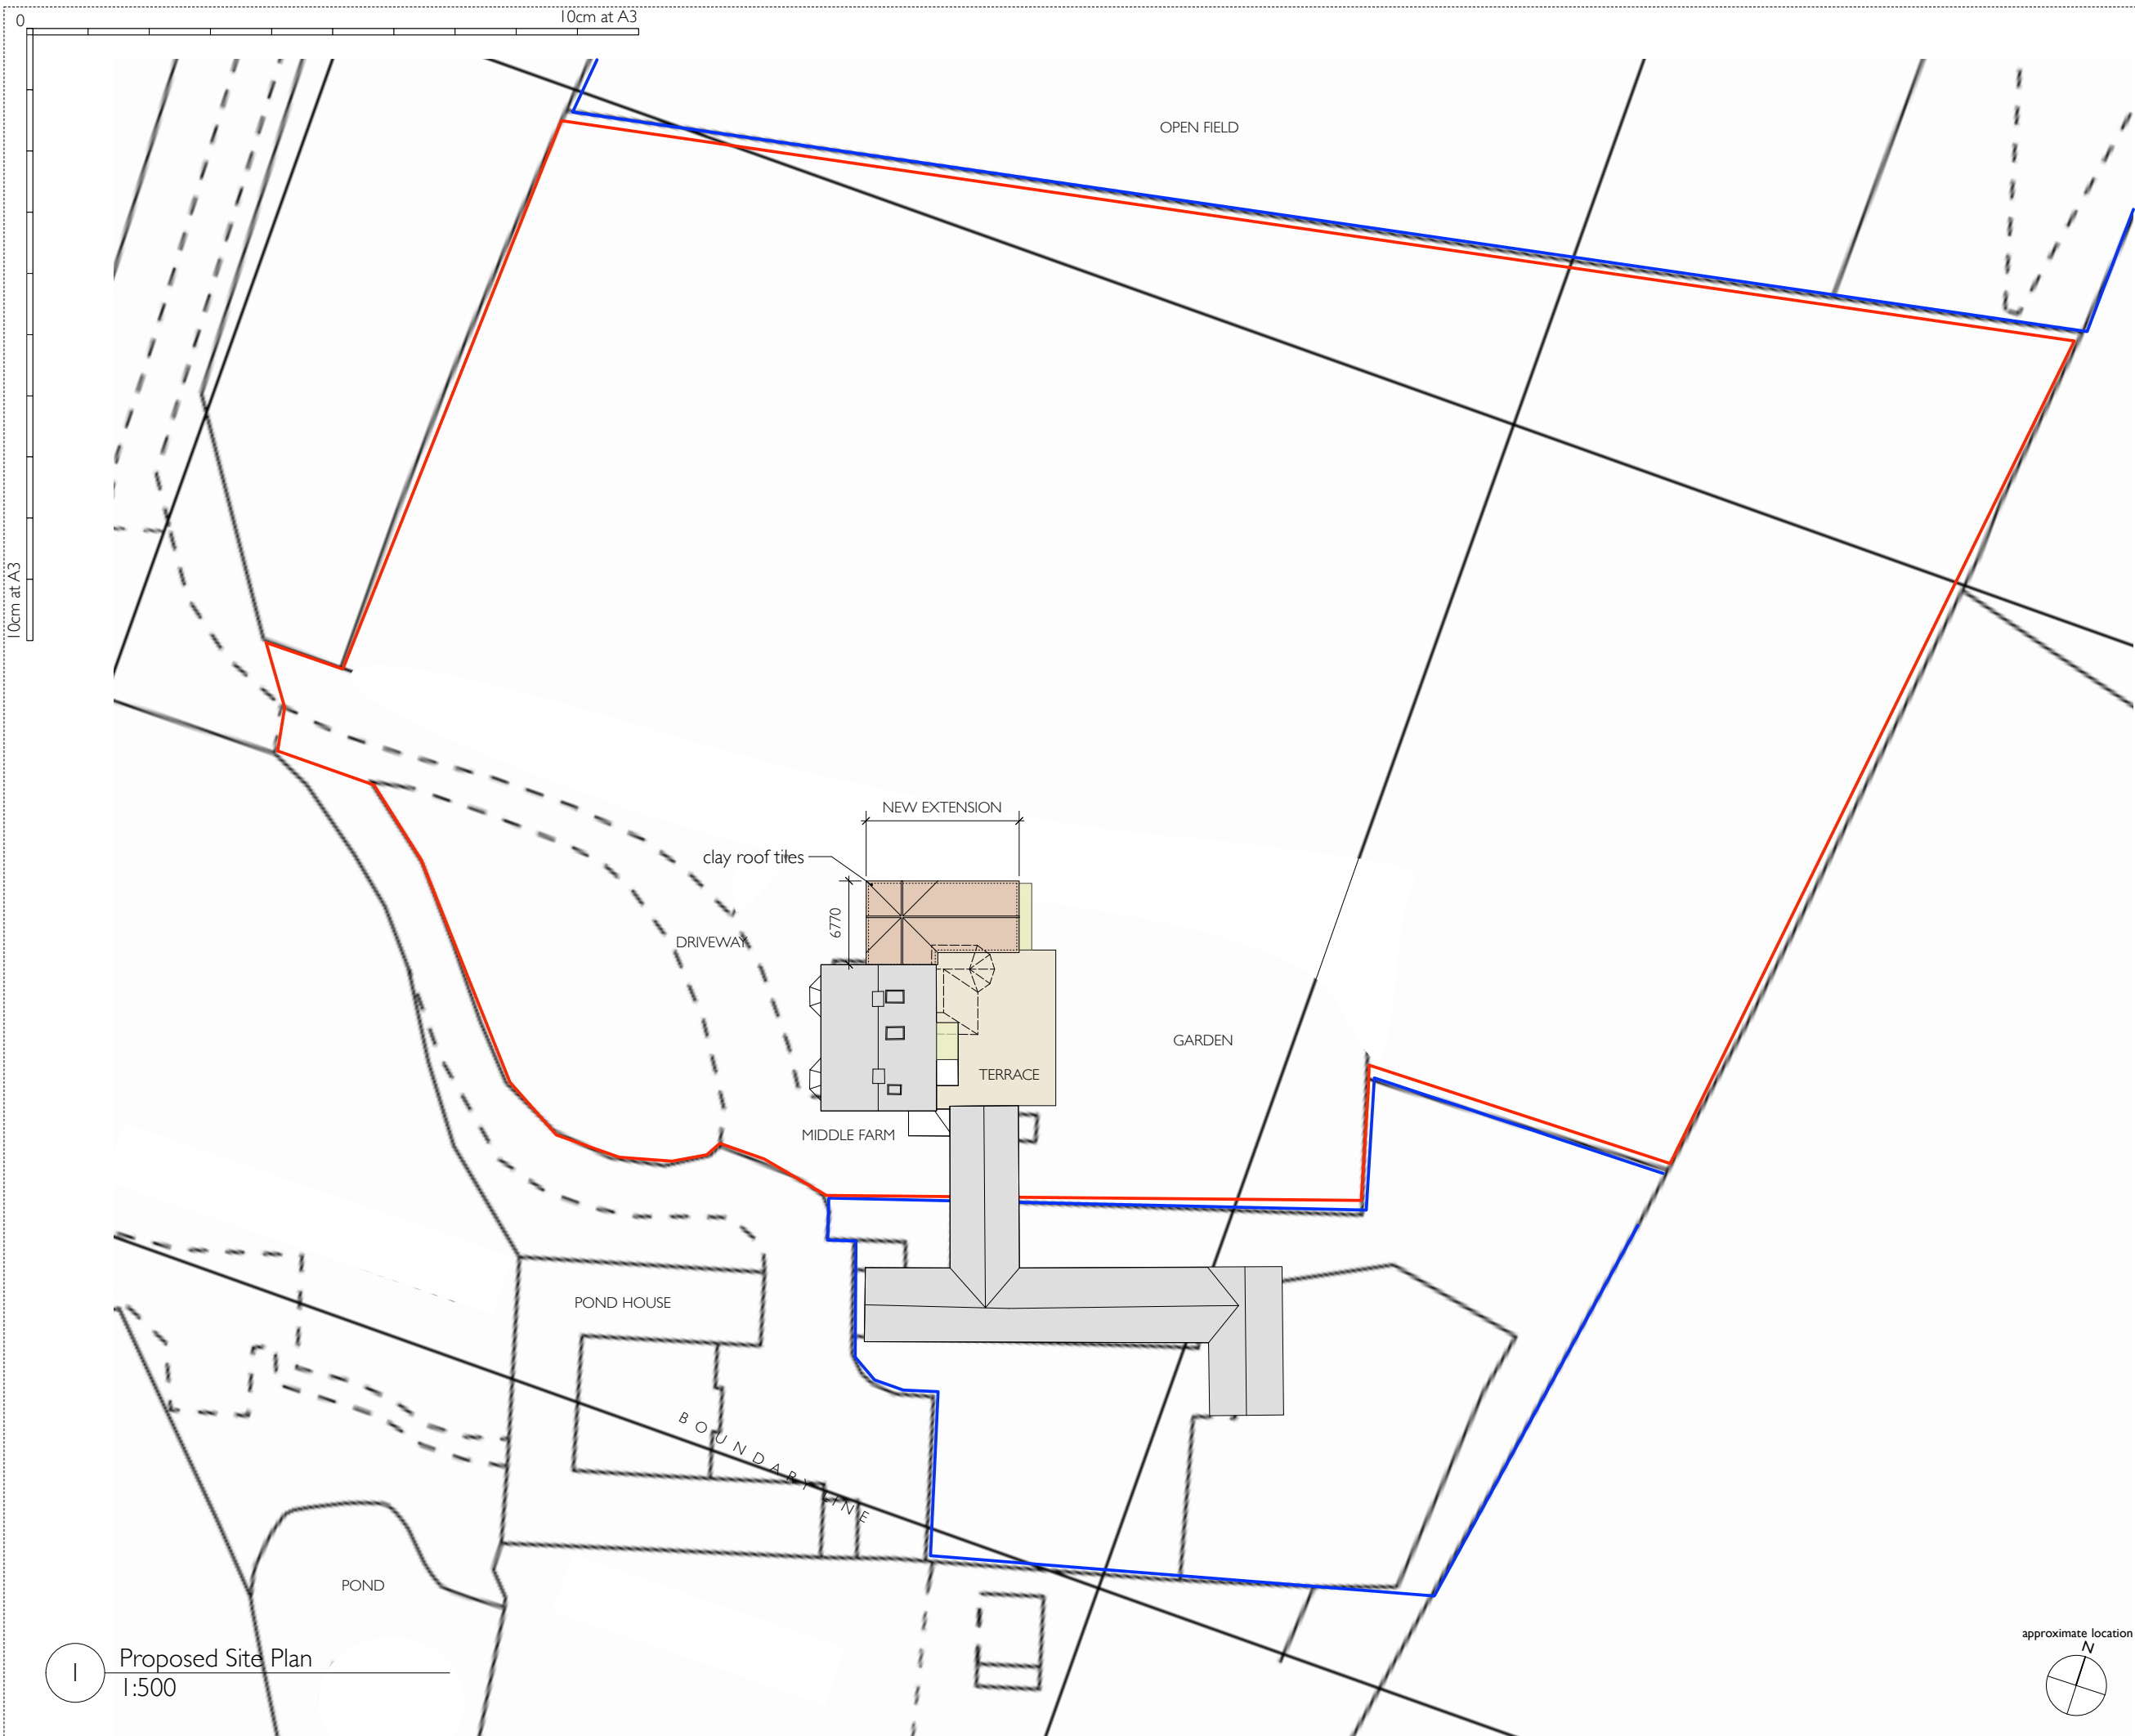 0
10cm at A3
10cm at A3
OPEN FIELD
NEW EXTENSION
clay roof tiles
6770
DRIVEWAY
GARDEN
TERRACE
MIDDLE FARM
POND HOUSE
BOUNDARY LINE
POND
1
Proposed Site Plan
1:500
approximate location
N